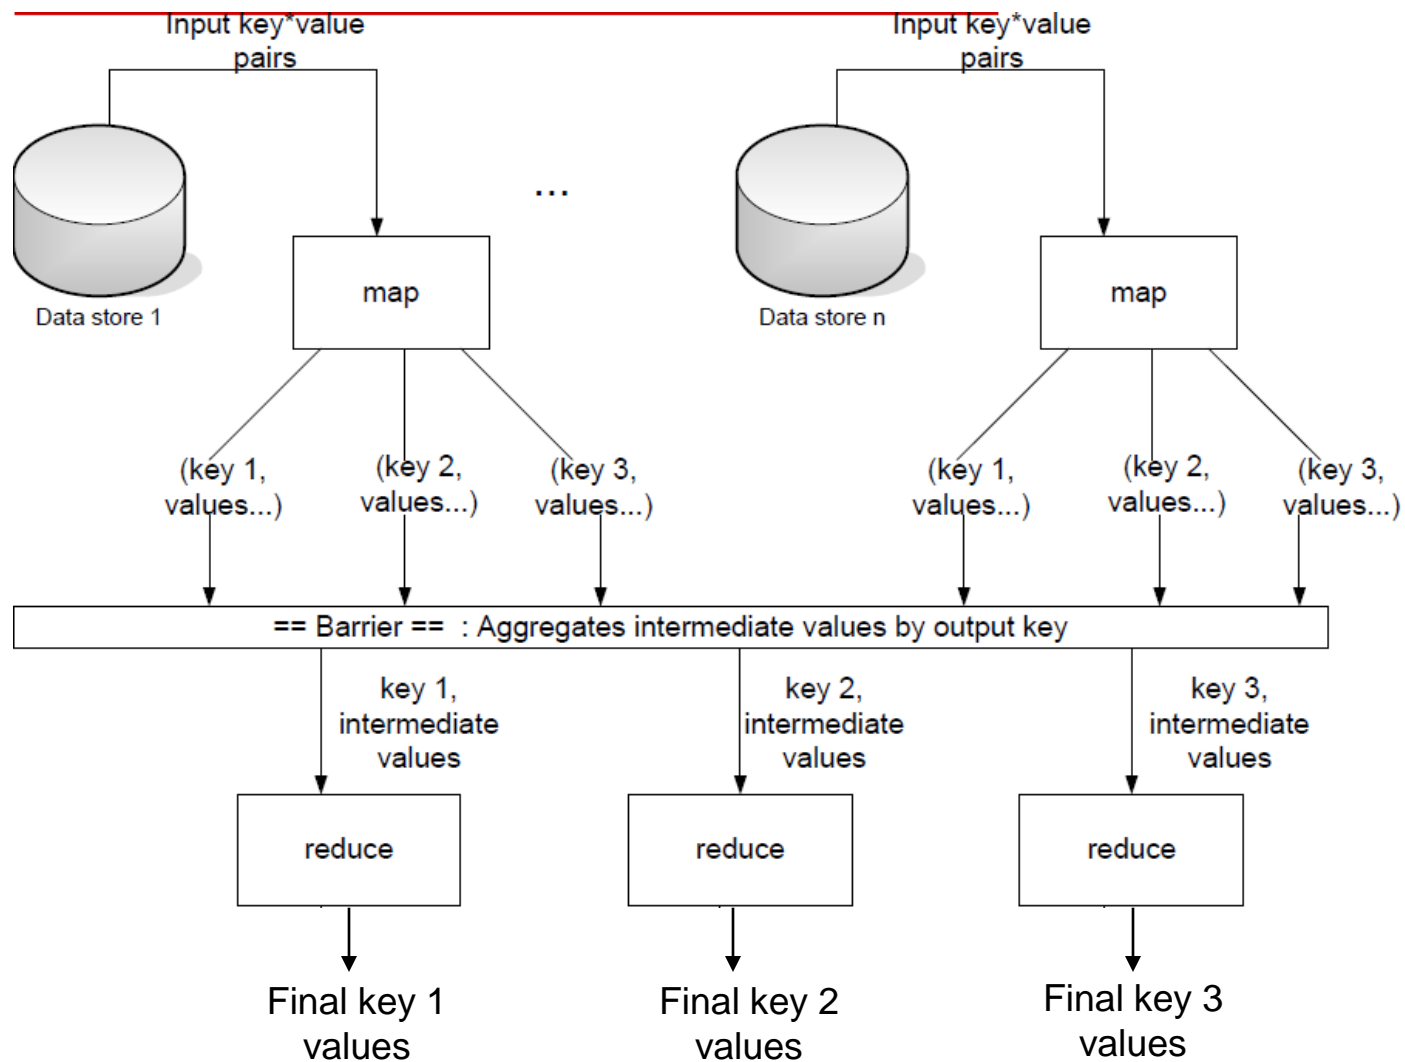 Input key*value
pairs
Input key*value
pairs
...
map
map
Data store 1
Data store n
(key 1,
values...)
(key 2,
values...)
(key 3,
values...)
(key 1,
values...)
(key 2,
values...)
(key 3,
values...)
== Barrier == : Aggregates intermediate values by output key
key 1,
intermediate
values
key 2,
intermediate
values
key 3,
intermediate
values
reduce
reduce
reduce
Final key 1
values
Final key 2
values
Final key 3
values